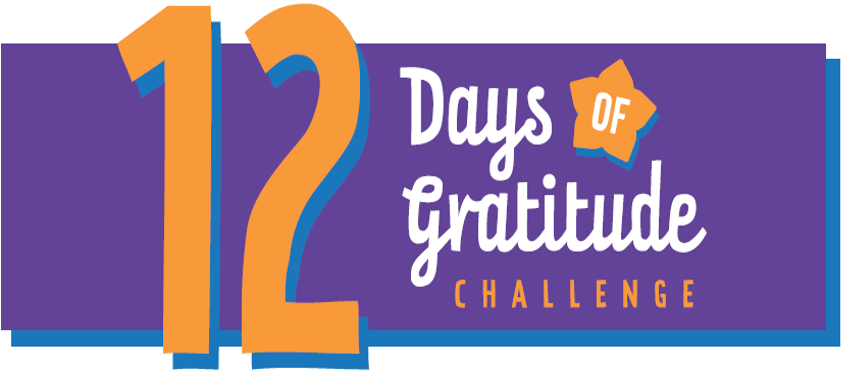 12
Days OF
Gratitude
CHALLENGE